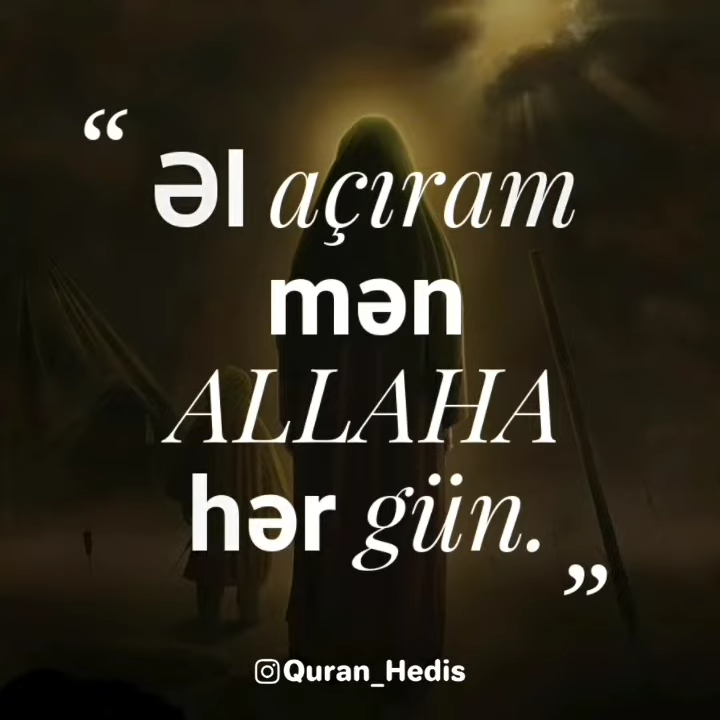 “
Əl açıram
mən
ALLAHA
hər gün.
”
Quran_Hedis